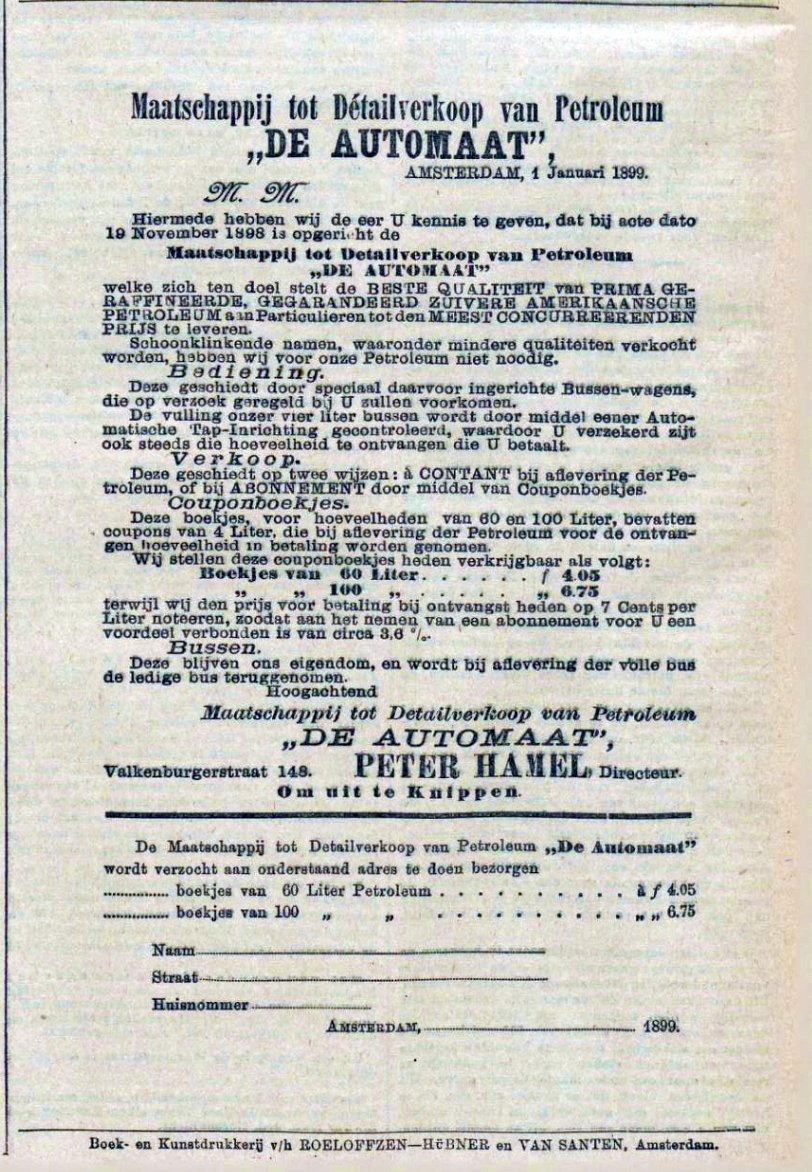 Maatschappij tot Détailverkoop van Petroleum
„DE AUTOMAAT”,
AMSTERDAM, 1 Januari 1899.
M. M.
Hiermede hebben wij de eer U kennis te geven, dat bij acte dato
19 November 1898 is opgericht de
Maatschappij tot Detailverkoop van Petroleum
„DE AUTOMAAT”
welke zich ten doel stelt de BESTE QUALITEIT van PRIMA GE-
RAFFINEERDE, GEGARANDEERD ZUIVERE AMERIKAANSCHE
PETROLEUM aan Particulieren tot den MEEST CONCURREERENDEN
PRIJS te leveren.
Schoonklinkende namen, waaronder mindere qualiteiten verkocht
worden, hebben wij voor onze Petroleum niet noodig.
Bediening.
Deze geschiedt door speciaal daarvoor ingerichte Bussen-wagens,
die op verzoek geregeld bij U zullen voorkomen.
De vulling onzer vier liter bussen wordt door middel eener Auto-
matische Tap-Inrichting gecontroleerd, waardoor U verzekerd zijt
ook steeds die hoeveelheid te ontvangen die U betaalt.
Verkoop.
Deze geschiedt op twee wijzen: à CONTANT bij aflevering der Pe-
troleum, of bij ABONNEMENT door middel van Couponboekjes.
Couponboekjes.
Deze boekjes, voor hoeveelheden van 60 en 100 Liter, bevatten
coupons van 4 Liter, die bij aflevering der Petroleum voor de ontvan-
gen hoeveelheid in betaling worden genomen.
Wij stellen deze couponboekjes heden verkrijgbaar als volgt:
Boekjes van 60 Liter. . . . . . . f 4.05
„ „ 100 „ . . . . . . „ 6.75
terwijl wij den prijs voor betaling bij ontvangst heden op 7 Cents per
Liter noteeren, zoodat aan het nemen van een abonnement voor U een
voordeel verbonden is van circa 3,6 %.
Bussen.
Deze blijven ons eigendom, en wordt bij aflevering der volle bus
de ledige bus teruggenomen.
Hoogachtend
Maatschappij tot Detailverkoop van Petroleum
„DE AUTOMAAT”,
Valkenburgerstraat 148. PETER HAMEL, Directeur.
Om uit te Knippen.
De Maatschappij tot Detailverkoop van Petroleum „De Automaat”
wordt verzocht aan onderstaand adres te doen bezorgen
................ boekjes van 60 Liter Petroleum . . . . . . . . . . à f 4.05
................ boekjes van 100 „ „ . . . . . . . . . . „ „ 6.75
Naam
Straat
Huisnommer
AMSTERDAM, 1899.
Boek- en Kunstdrukkerij v/h ROELOFFZEN—HüBNER en VAN SANTEN, Amsterdam.